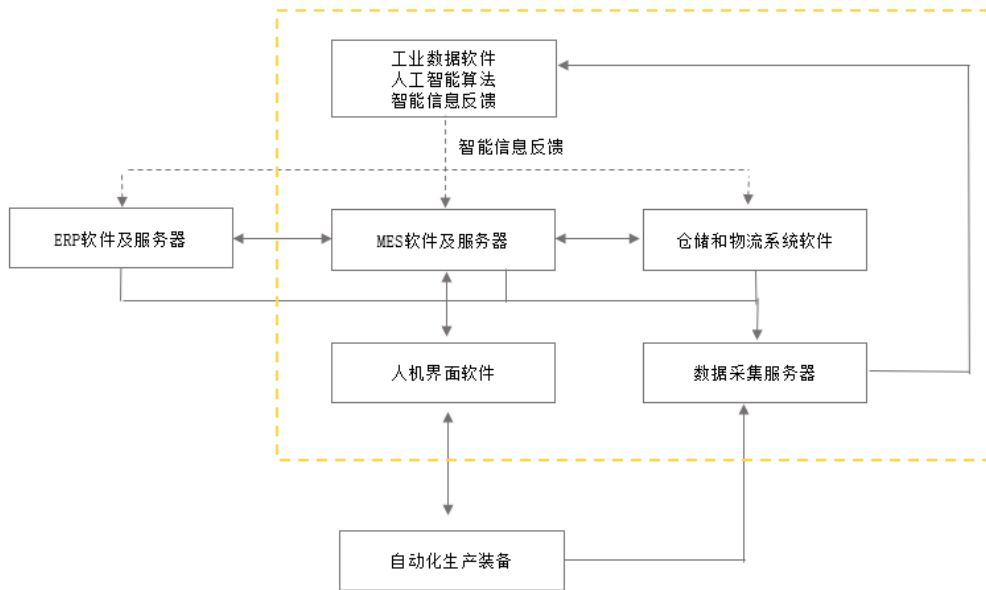 工业数据软件
人工智能算法
智能信息反馈
智能信息反馈
ERP软件及服务器
MES软件及服务器
仓储和物流系统软件
人机界面软件
数据采集服务器
自动化生产装备